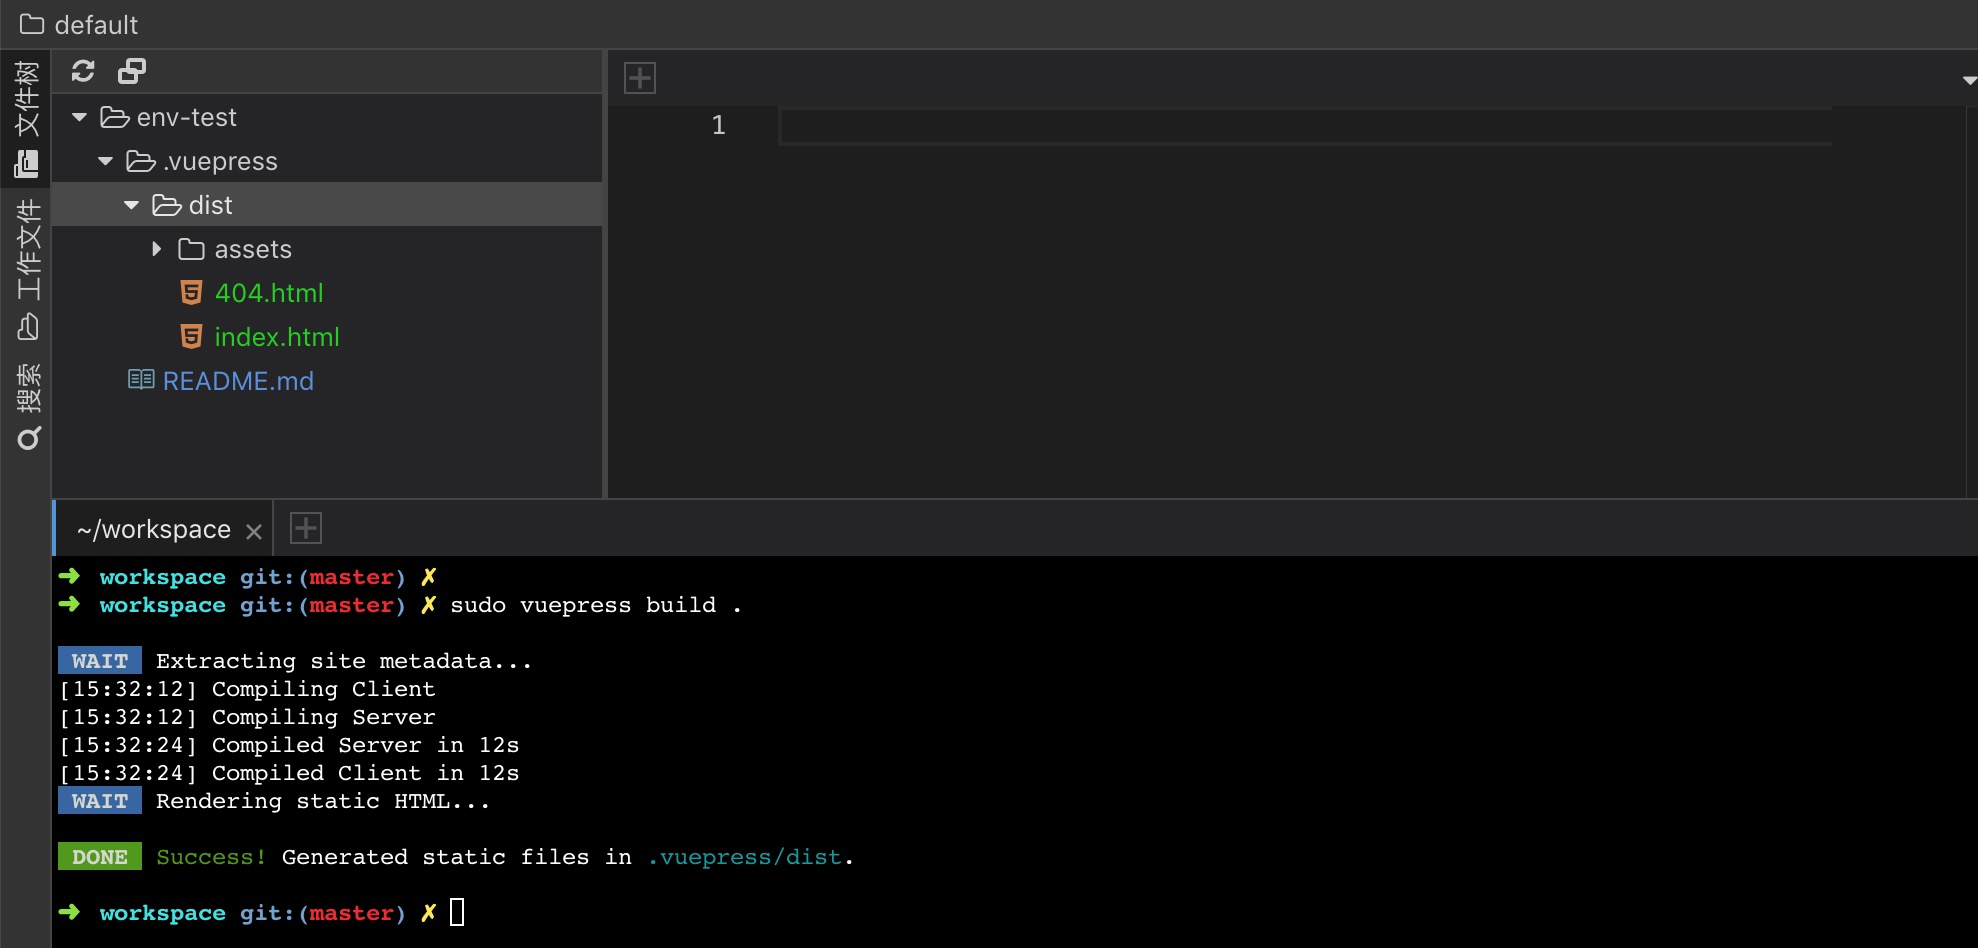 default
文件树
工作文件
搜索
env-test
.vuepress
dist
assets
404.html
index.html
README.md
1
~/workspace
➜ workspace git:(master) ✗
➜ workspace git:(master) ✗ sudo vuepress build .
WAIT Extracting site metadata...
[15:32:12] Compiling Client
[15:32:12] Compiling Server
[15:32:24] Compiled Server in 12s
[15:32:24] Compiled Client in 12s
WAIT Rendering static HTML...
DONE Success! Generated static files in .vuepress/dist.
➜ workspace git:(master) ✗